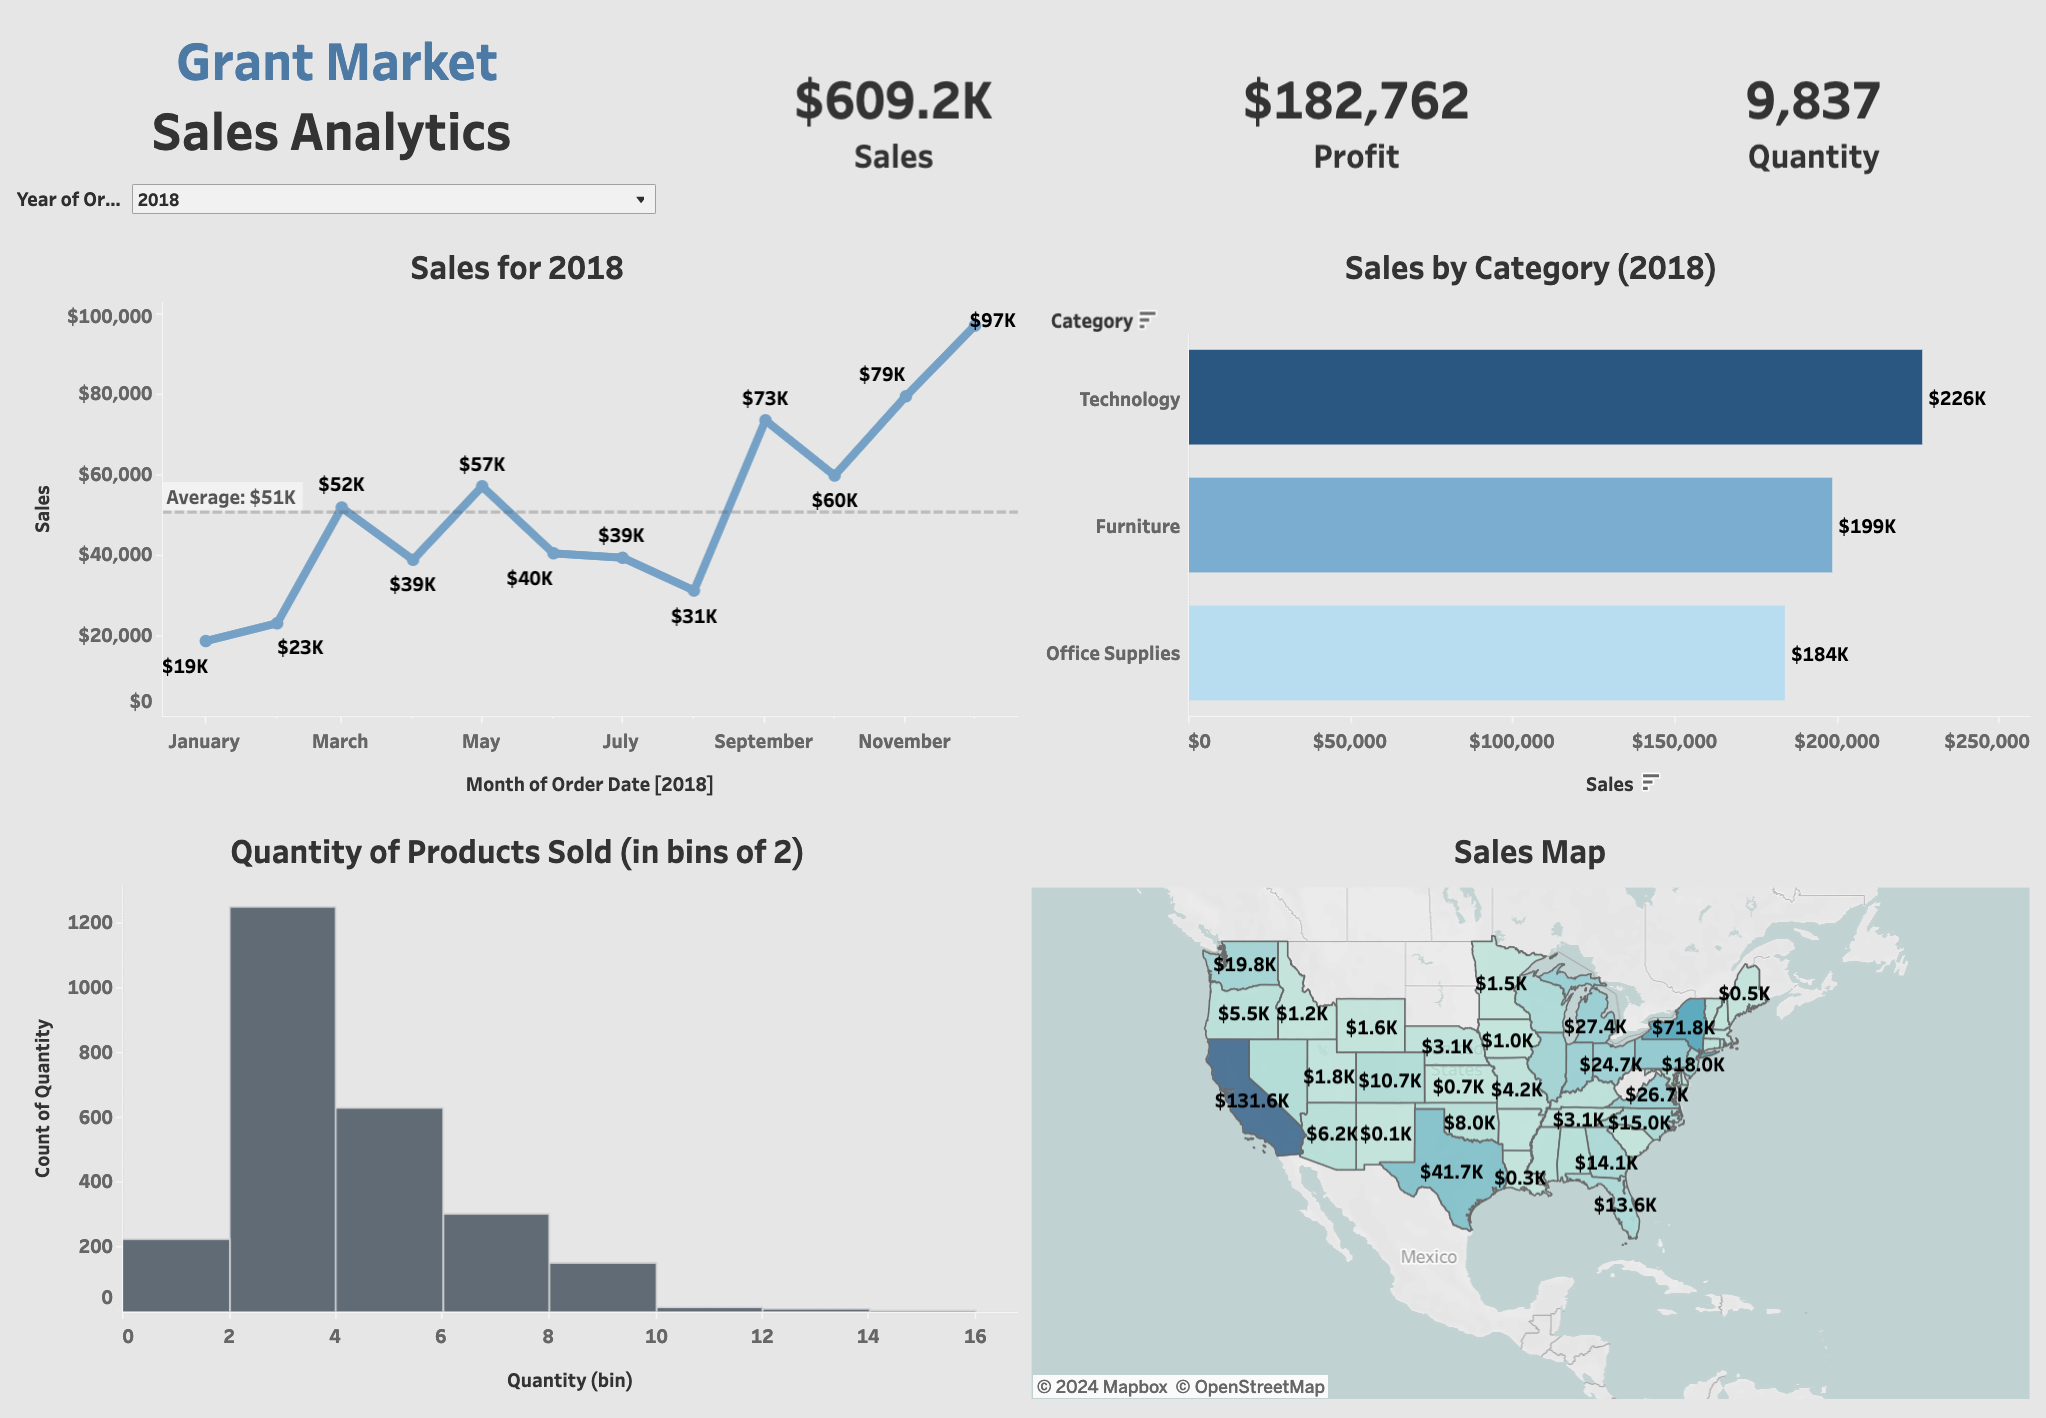 Grant Market
Sales Analytics
$609.2K
Sales
$182,762
Profit
9,837
Quantity
Year of Or...
2018
Sales for 2018
$100,000
$80,000
$60,000
$40,000
$20,000
$0
Sales
Average: $51K
$19K
$23K
$52K
$39K
$57K
$40K
$39K
$31K
$73K
$60K
$79K
$97K
January
March
May
July
September
November
Month of Order Date [2018]
Sales by Category (2018)
Category
Technology
$226K
Furniture
$199K
Office Supplies
$184K
$0
$50,000
$100,000
$150,000
$200,000
$250,000
Sales
Quantity of Products Sold (in bins of 2)
1200
1000
800
600
400
200
0
Count of Quantity
0
2
4
6
8
10
12
14
16
Quantity (bin)
Sales Map
$19.8K
$1.5K
$0.5K
$5.5K
$1.2K
$1.6K
$27.4K
$71.8K
$3.1K
$1.0K
$24.7K
$18.0K
States
$1.8K
$10.7K
$0.7K
$4.2K
$26.7K
$131.6K
$8.0K
$3.1K
$15.0K
$6.2K
$0.1K
$14.1K
$41.7K
$0.3K
$13.6K
Mexico
© 2024 Mapbox © OpenStreetMap